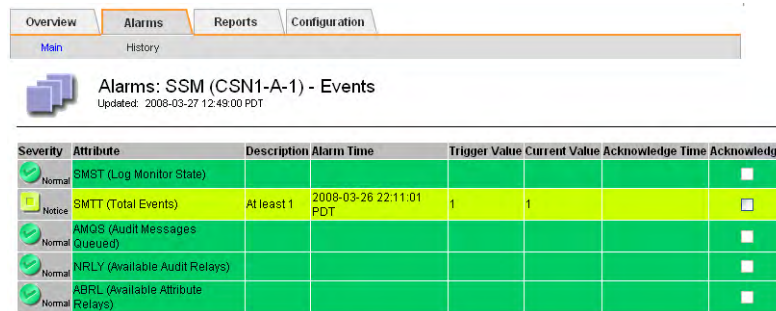 Overview Alarms Reports Configuration
Main History
Alarms: SSM (CSN1-A-1) - Events
Updated: 2008-03-27 12:49:00 PDT
Severity Attribute Description Alarm Time Trigger Value Current Value Acknowledge Time Acknowledg
Normal SMST (Log Monitor State)
Notice SMTT (Total Events) At least 1 2008-03-26 22:11:01 PDT 1 1
Normal AMQS (Audit Messages Queued)
Normal NRLY (Available Audit Relays)
Normal ABRL (Available Attribute Relays)